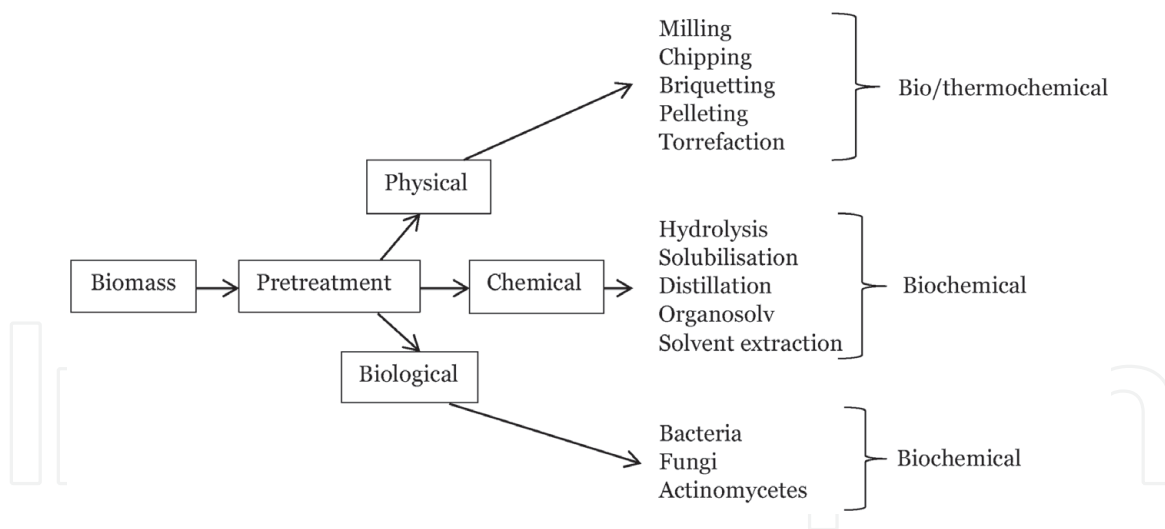 Milling
Chipping
Briquetting
Pelleting
Torrefaction
Bio/thermochemical
Physical
Biomass
Pretreatment
Chemical
Hydrolysis
Solubilisation
Distillation
Organosolv
Solvent extraction
Biochemical
Biological
Bacteria
Fungi
Actinomycetes
Biochemical